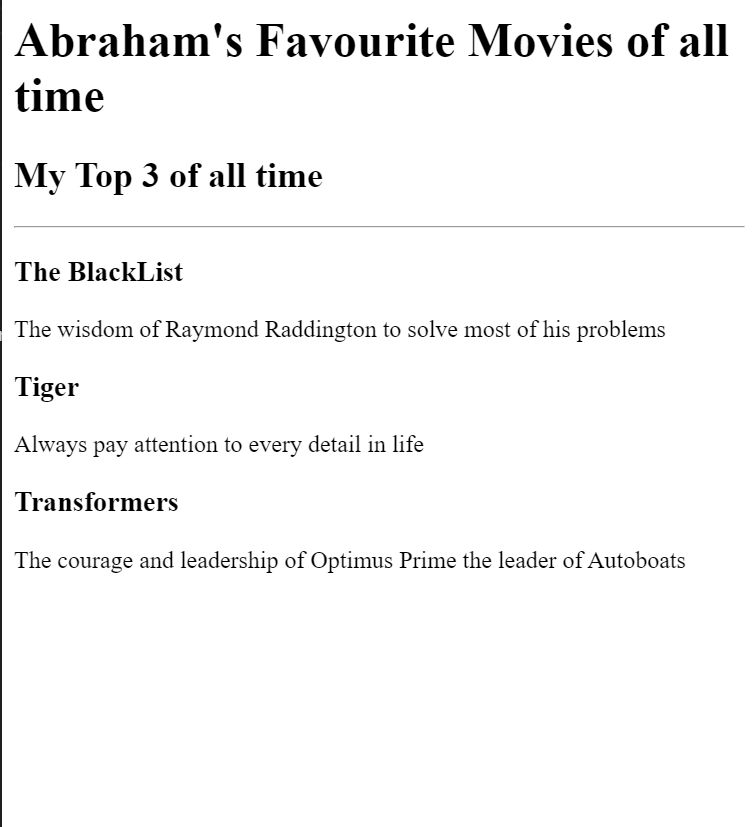 Abraham's Favourite Movies of all
time
My Top 3 of all time
The BlackList
The wisdom of Raymond Raddington to solve most of his problems
Tiger
Always pay attention to every detail in life
Transformers
The courage and leadership of Optimus Prime the leader of Autoboats